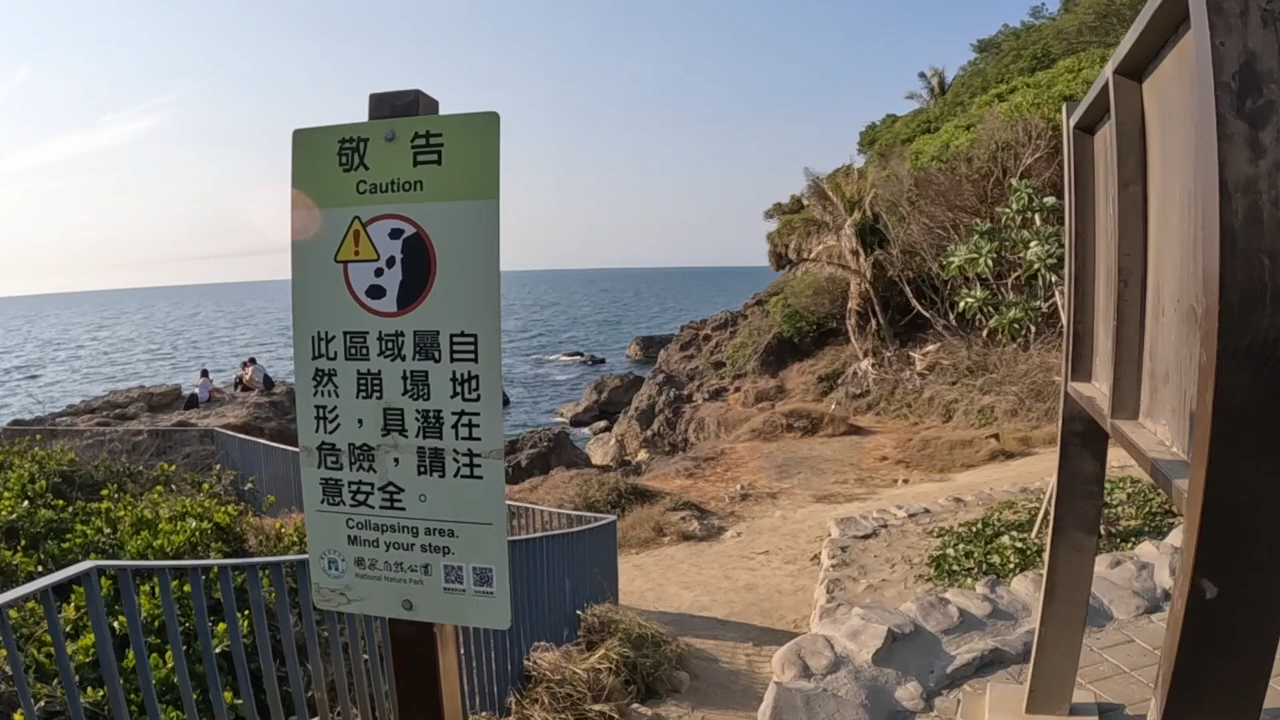 敬 告
Caution
此區域屬自
然崩塌地
形，具潛在
危險，請注
意安全。
Collapsing area.
Mind your step.
國家自然公園
National Nature Park